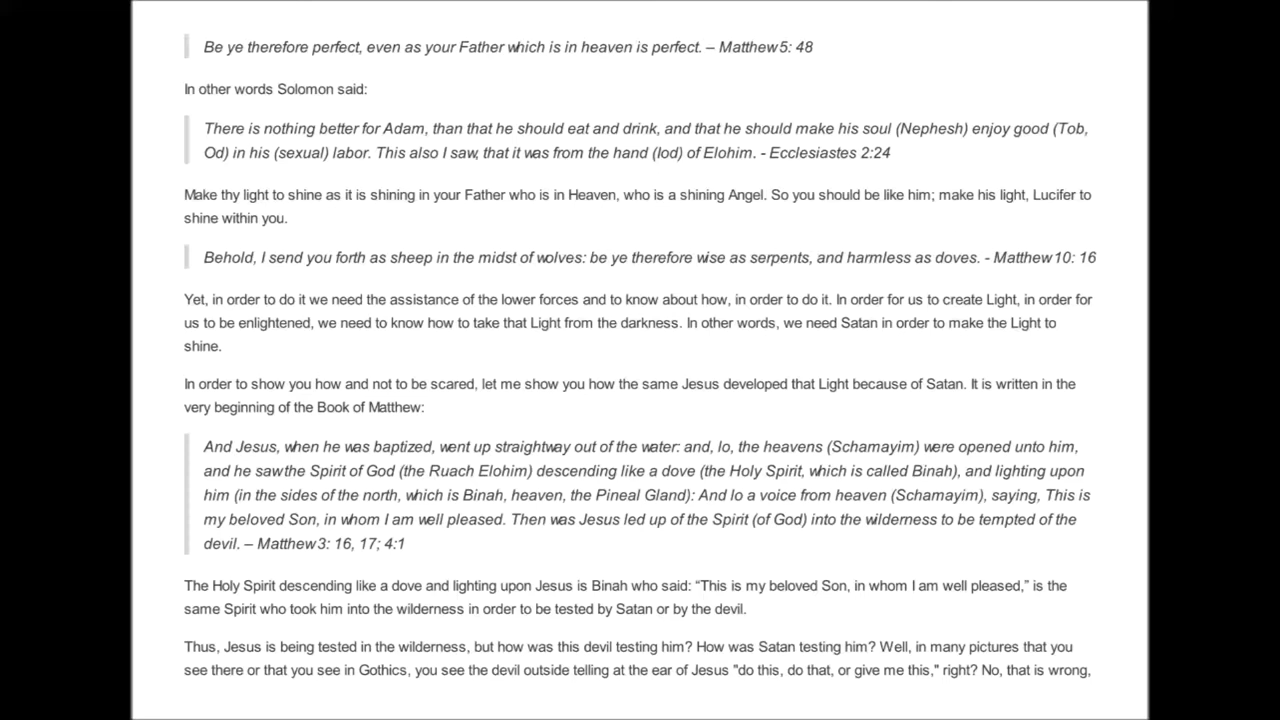 Be ye therefore perfect, even as your Father which is in heaven is perfect. – Matthew 5: 48
In other words Solomon said:
There is nothing better for Adam, than that he should eat and drink, and that he should make his soul (Nephesh) enjoy good (Tob,
Od) in his (sexual) labor. This also I saw, that it was from the hand (Iod) of Elohim. - Ecclesiastes 2:24
Make thy light to shine as it is shining in your Father who is in Heaven, who is a shining Angel. So you should be like him; make his light, Lucifer to
shine within you.
Behold, I send you forth as sheep in the midst of wolves: be ye therefore wise as serpents, and harmless as doves. - Matthew 10: 16
Yet, in order to do it we need the assistance of the lower forces and to know about how, in order to do it. In order for us to create Light, in order for
us to be enlightened, we need to know how to take that Light from the darkness. In other words, we need Satan in order to make the Light to
shine.
In order to show you how and not to be scared, let me show you how the same Jesus developed that Light because of Satan. It is written in the
very beginning of the Book of Matthew:
And Jesus, when he was baptized, went up straightway out of the water: and, lo, the heavens (Schamayim) were opened unto him,
and he saw the Spirit of God (the Ruach Elohim) descending like a dove (the Holy Spirit, which is called Binah), and lighting upon
him (in the sides of the north, which is Binah, heaven, the Pineal Gland): And lo a voice from heaven (Schamayim), saying, This is
my beloved Son, in whom I am well pleased. Then was Jesus led up of the Spirit (of God) into the wilderness to be tempted of the
devil. – Matthew 3: 16, 17; 4:1
The Holy Spirit descending like a dove and lighting upon Jesus is Binah who said: “This is my beloved Son, in whom I am well pleased,” is the
same Spirit who took him into the wilderness in order to be tested by Satan or by the devil.
Thus, Jesus is being tested in the wilderness, but how was this devil testing him? How was Satan testing him? Well, in many pictures that you
see there or that you see in Gothics, you see the devil outside telling at the ear of Jesus "do this, do that, or give me this," right? No, that is wrong,